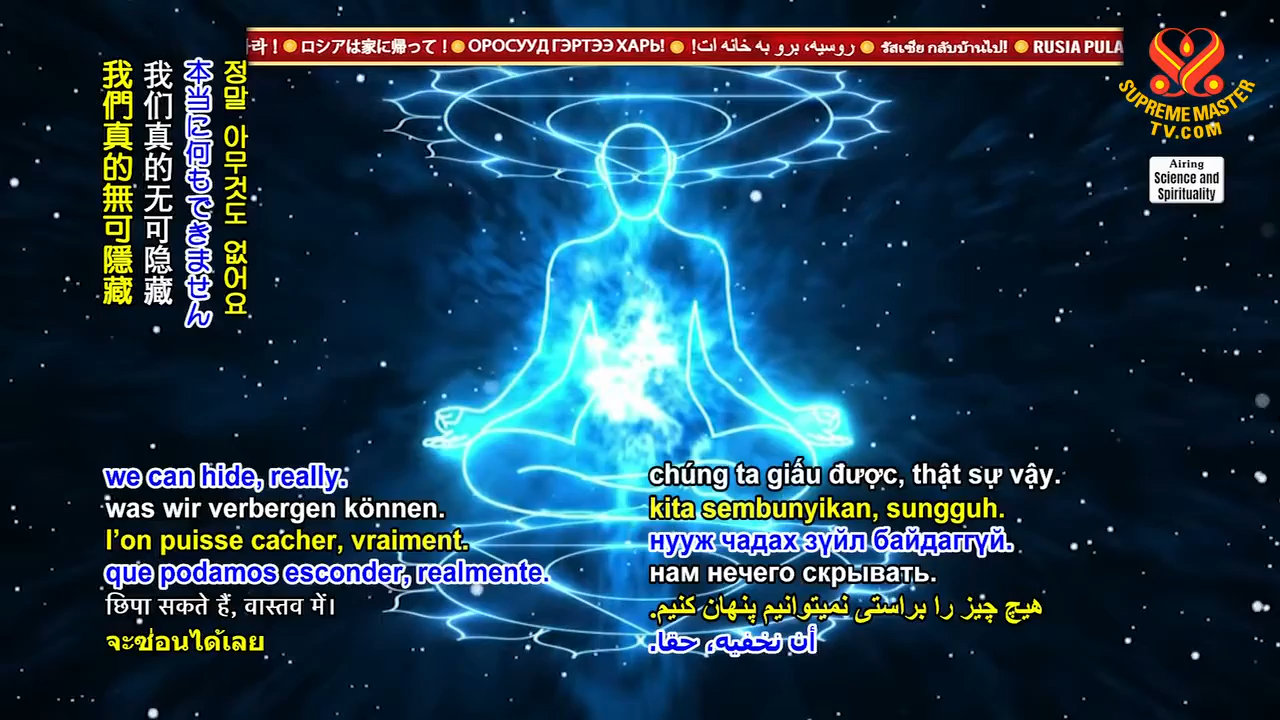 라 ! ロシアは家に帰って ! ОРОСУУД ГЭРТЭЭ ХАРЬ! روسیه، برو به خانه ات! รัสเซีย กลับบ้านไป! RUSIA PULA
SUPREME MASTER
TV.COM
Airing
Science and
Spirituality
정말 아무것도 없어요
本当に何もできません
我们真的无可隐藏
我們真的無可隱藏
we can hide, really.
was wir verbergen können.
l’on puisse cacher, vraiment.
que podamos esconder, realmente.
छिपा सकते हैं, वास्तव में।
จะซ่อนได้เลย
chúng ta giấu được, thật sự vậy.
kita sembunyikan, sungguh.
нууж чадах зүйл байдаггүй.
нам нечего скрывать.
هیچ چیز را براستی نمیتوانیم پنهان کنیم.
أن نخفيه، حقا.